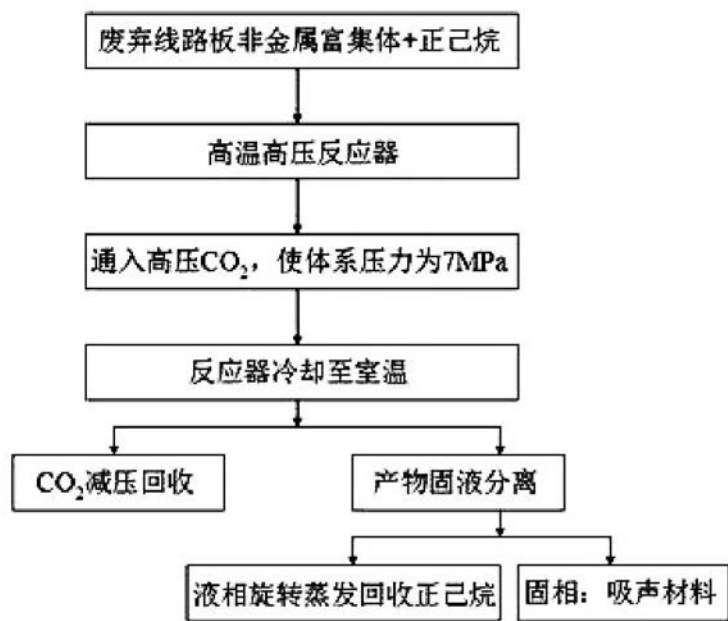 废弃线路板非金属富集体+正己烷
高温高压反应器
通入高压CO₂，使体系压力为7MPa
反应器冷却至室温
CO₂减压回收
产物固液分离
液相旋转蒸发回收正己烷
固相：吸声材料